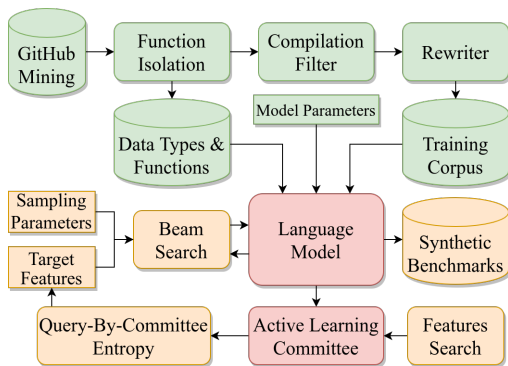 GitHub
Mining
Function
Isolation
Compilation
Filter
Rewriter
Data Types &
Functions
Model Parameters
Training
Corpus
Sampling
Parameters
Target
Features
Beam
Search
Language
Model
Synthetic
Benchmarks
Query-By-Committee
Entropy
Active Learning
Committee
Features
Search